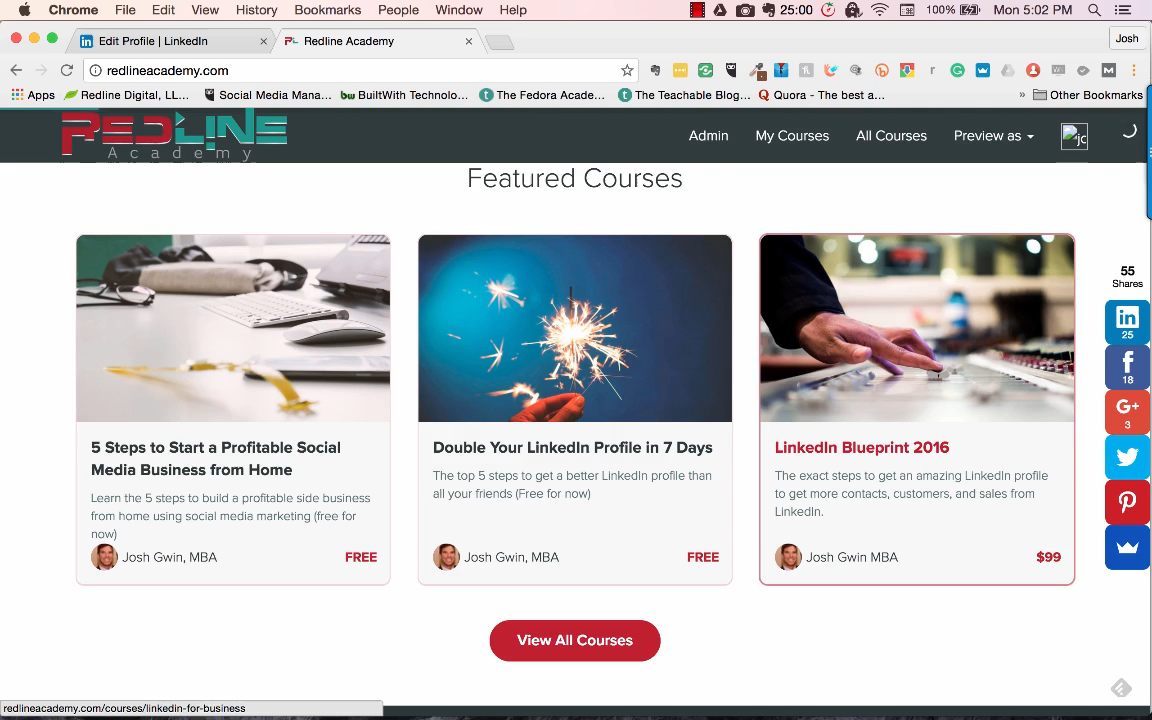 Chrome File Edit View History Bookmarks People Window Help 25:00 100% Mon 5:02 PM
Edit Profile | LinkedIn
Redline Academy
Josh
redlineacademy.com
Apps Redline Digital, LL... Social Media Mana... BuiltWith Technolo... The Fedora Acade... The Teachable Blog... Quora - The best a... » Other Bookmarks
REDLINE
Academy
Admin My Courses All Courses Preview as
jc
Featured Courses
5 Steps to Start a Profitable Social
Media Business from Home
Learn the 5 steps to build a profitable side business
from home using social media marketing (free for
now)
Josh Gwin, MBA FREE
Double Your LinkedIn Profile in 7 Days
The top 5 steps to get a better LinkedIn profile than
all your friends (Free for now)
Josh Gwin, MBA FREE
LinkedIn Blueprint 2016
The exact steps to get an amazing LinkedIn profile
to get more contacts, customers, and sales from
LinkedIn.
Josh Gwin MBA $99
55
Shares
in
25
f
18
G+
3
View All Courses
redlineacademy.com/courses/linkedin-for-business